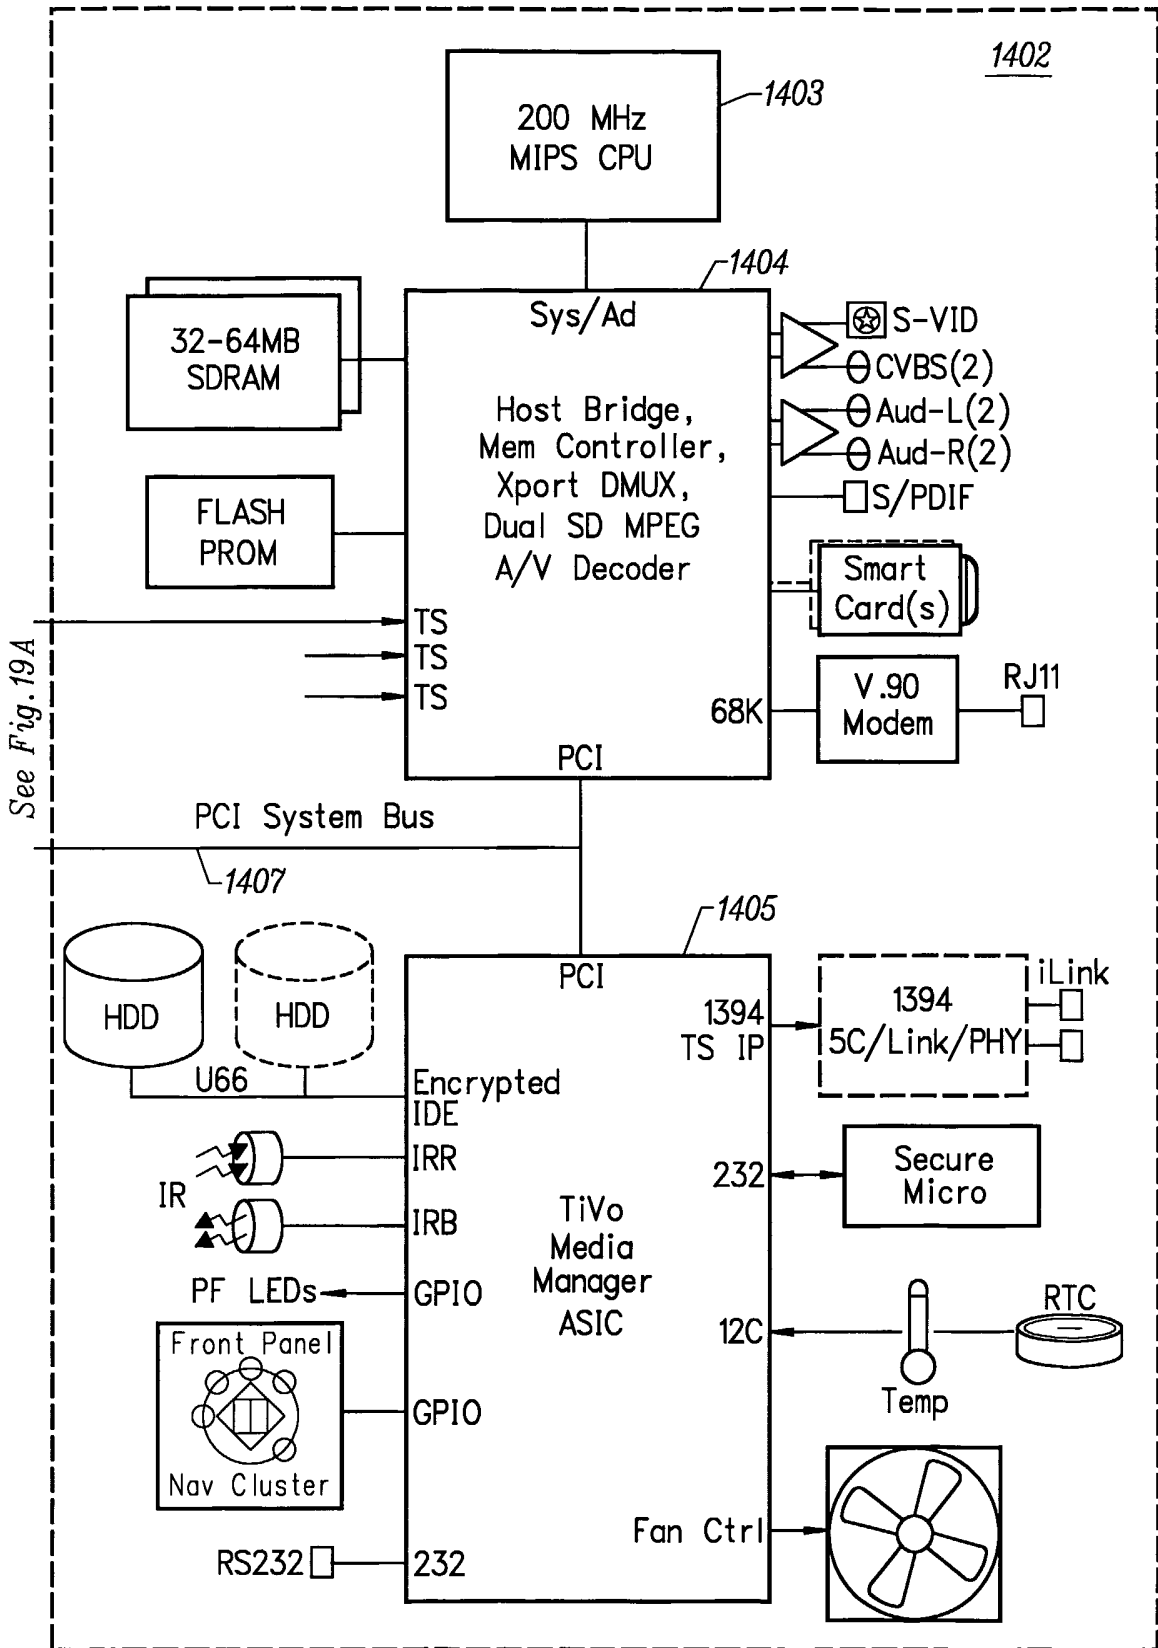 1402
200 MHz
MIPS CPU
1403
1404
Sys/Ad
32-64MB
SDRAM
Host Bridge,
Mem Controller,
Xport DMUX,
Dual SD MPEG
A/V Decoder
S-VID
CVBS(2)
Aud-L(2)
Aud-R(2)
S/PDIF
FLASH
PROM
Smart
Card(s)
TS
TS
TS
See Fig.19A
68K
V.90
Modem
RJ11
PCI
PCI System Bus
1407
1405
HDD
HDD
U66
PCI
1394
TS IP
1394
5C/Link/PHY
iLink
Encrypted
IDE
IRR
IR
IRB
232
Secure
Micro
TiVo
Media
Manager
ASIC
PF LEDs
GPIO
12C
Temp
RTC
Front Panel
Nav Cluster
GPIO
Fan Ctrl
RS232
232